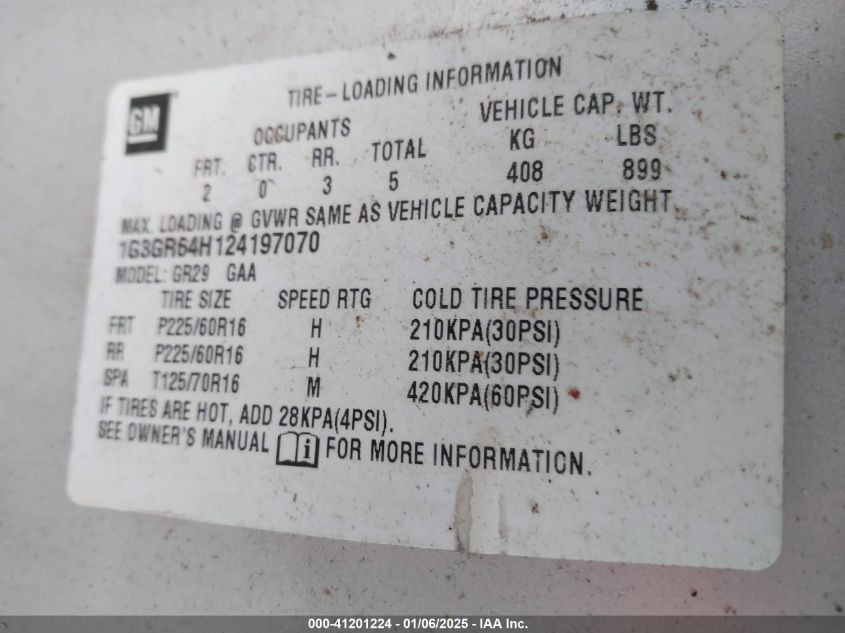 GM
TIRE-LOADING INFORMATION
OCCUPANTS VEHICLE CAP. WT.
FRT. CTR. RR. TOTAL KG LBS
2 0 3 5 408 899
MAX. LOADING @ GVWR SAME AS VEHICLE CAPACITY WEIGHT.
1G3GR64H124197070
MODEL: GR29 GAA
TIRE SIZE SPEED RTG COLD TIRE PRESSURE
FRT P225/60R16 H 210KPA(30PSI)
RR P225/60R16 H 210KPA(30PSI)
SPA T125/70R16 M 420KPA(60PSI)
IF TIRES ARE HOT, ADD 28KPA(4PSI).
SEE OWNER'S MANUAL i FOR MORE INFORMATION.
000-41201224 - 01/06/2025 - IAA Inc.